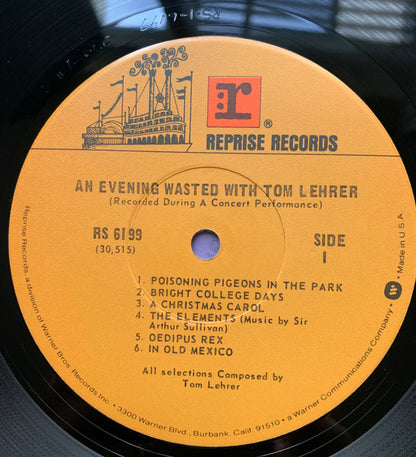 r
®
REPRISE RECORDS
AN EVENING WASTED WITH TOM LEHRER
(Recorded During A Concert Performance)
RS 6199
(30,515)
SIDE
1
1. POISONING PIGEONS IN THE PARK
2. BRIGHT COLLEGE DAYS
3. A CHRISTMAS CAROL
4. THE ELEMENTS (Music by Sir
Arthur Sullivan)
5. OEDIPUS REX
6. IN OLD MEXICO
All selections Composed by
Tom Lehrer
Reprise Records, a division of Warner Bros. Records Inc. • 3300 Warner Blvd., Burbank, Calif. 91510 • a Warner Communications Company. • Made in U.S.A.